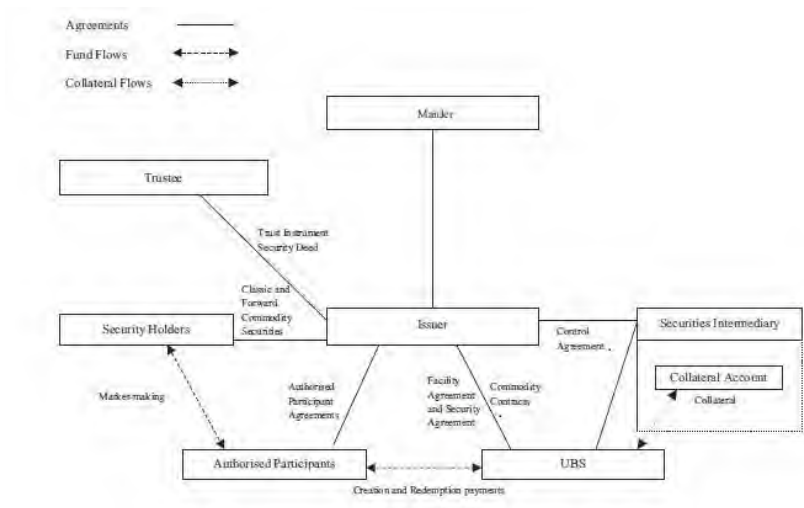 Agreements
Fund Flows
Collateral Flows
Manler
Trustee
Trust Instrument
Security Deed
Classic and
Forward
Commodity
Securities
Security Holders
Issuer
Securities Intermediary
Control
Agreement
Collateral Account
Collateral
Market-making
Authorised
Participant
Agreements
Facility
Agreement
and Security
Agreement
Commodity
Contracts
Authorised Participants
UBS
Creation and Redemption payments